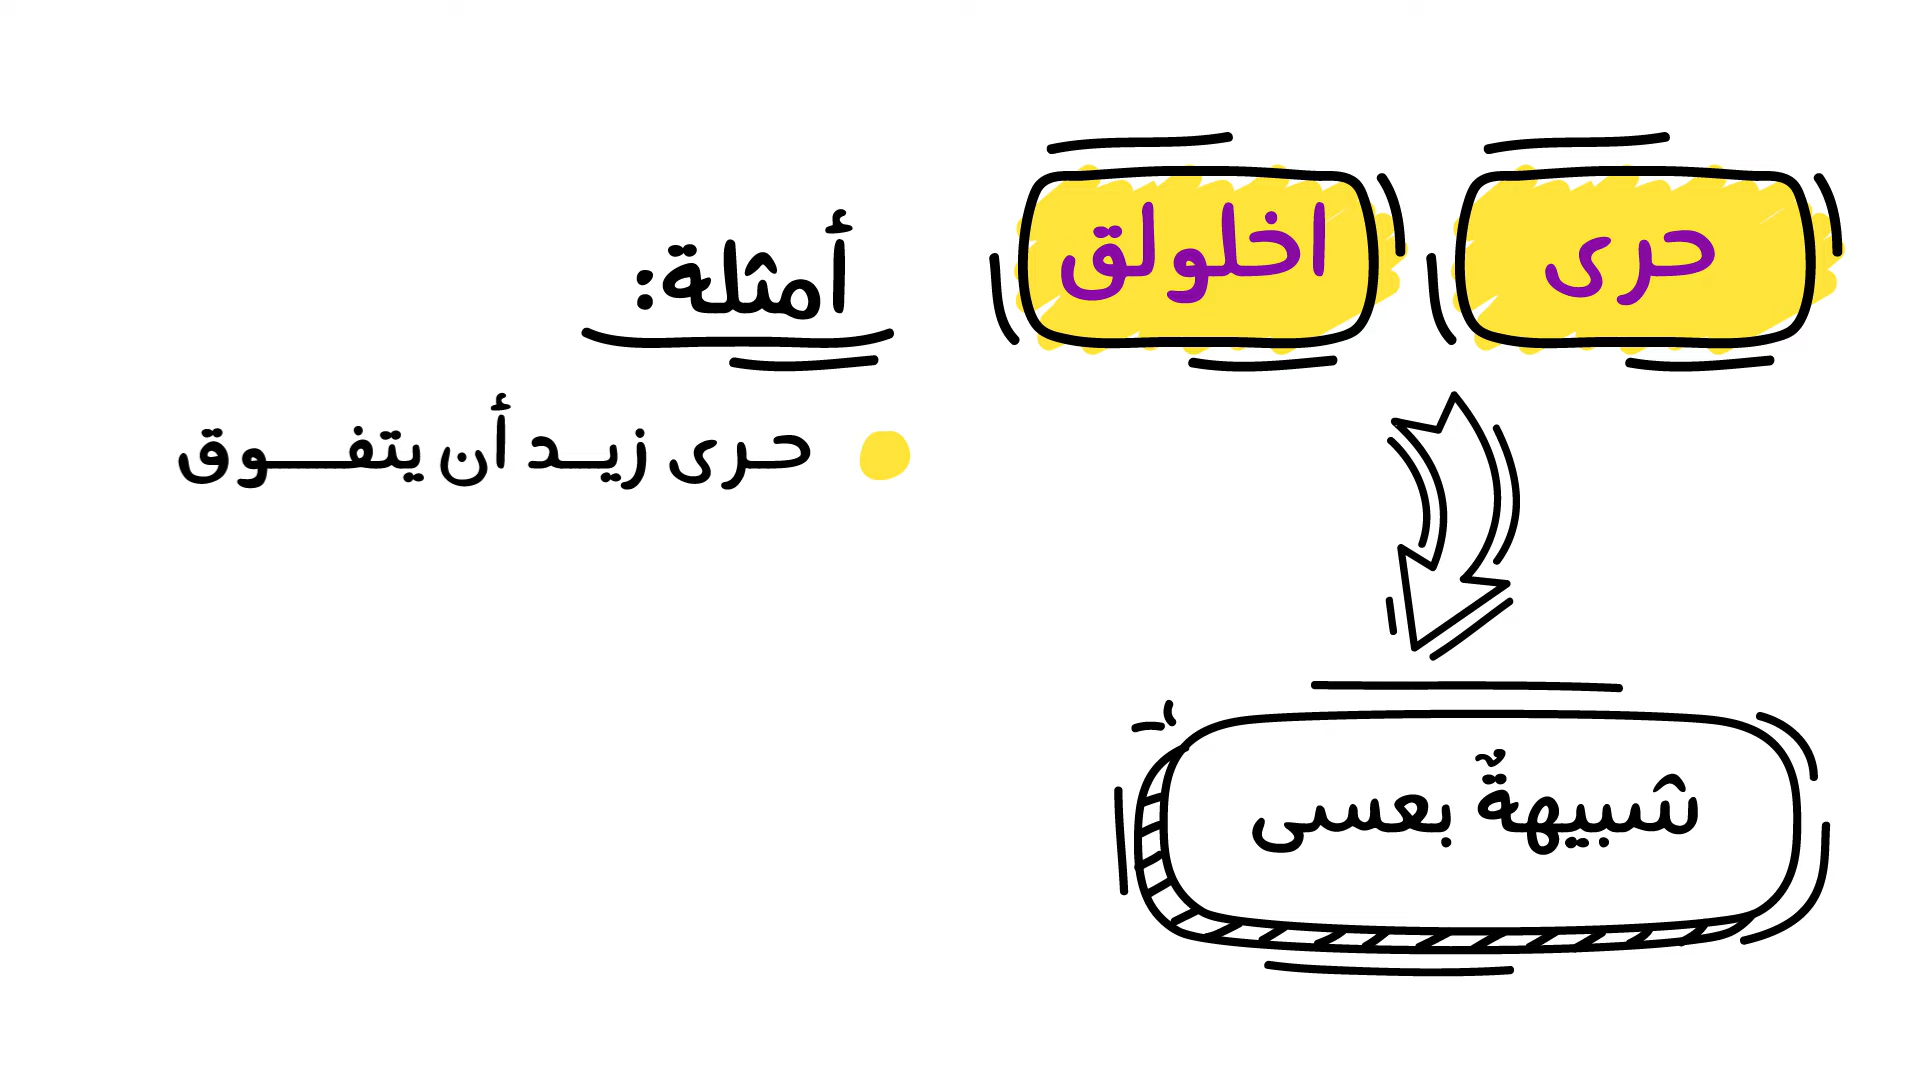 حرى
اخلولق
أمثلة:
حرى زيد أن يتفوق
شبيهةٌ بعسى